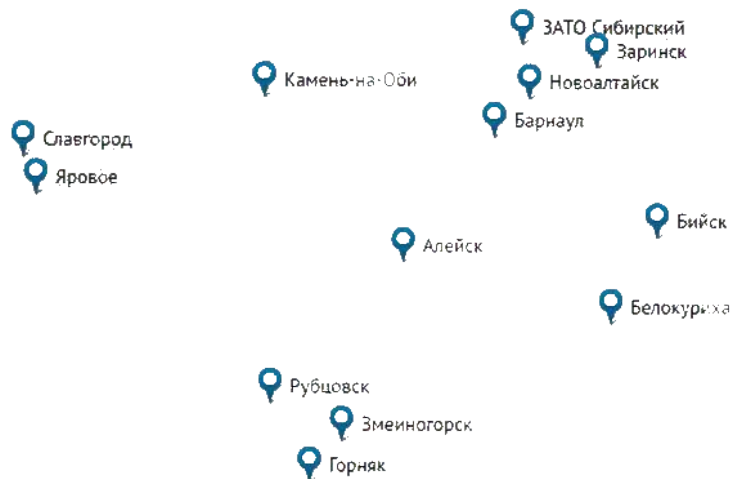 ЗАТО Сибирский
Заринск
Камень-на-Оби
Новоалтайск
Барнаул
Славгород
Яровое
Бийск
Алейск
Белокуриха
Рубцовск
Змеиногорск
Горняк